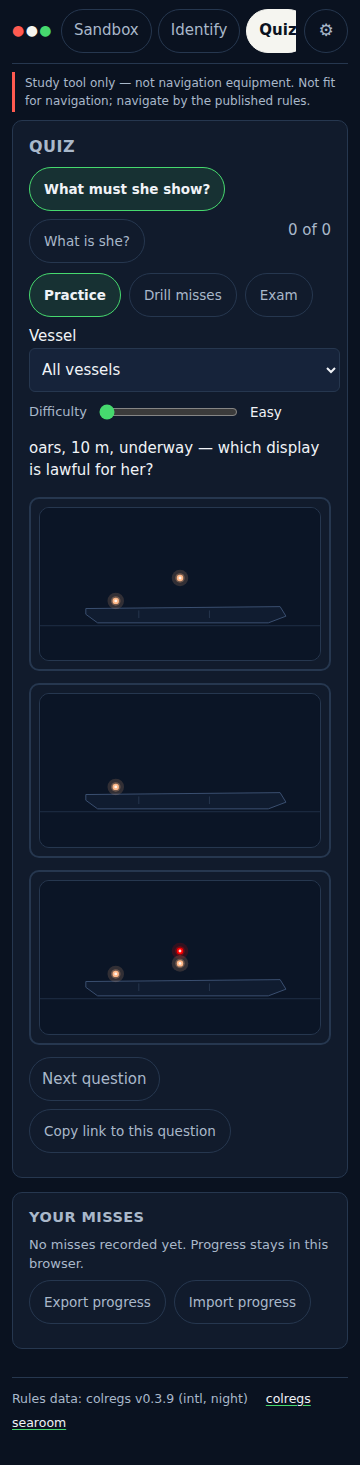 Sandbox
Identify
Quiz
⚙
Study tool only — not navigation equipment. Not fit
for navigation; navigate by the published rules.
QUIZ
What must she show?
What is she?
0 of 0
Practice
Drill misses
Exam
Vessel
All vessels
Difficulty
Easy
oars, 10 m, underway — which display
is lawful for her?
Next question
Copy link to this question
YOUR MISSES
No misses recorded yet. Progress stays in this
browser.
Export progress
Import progress
Rules data: colregs v0.3.9 (intl, night)
colregs
searoom